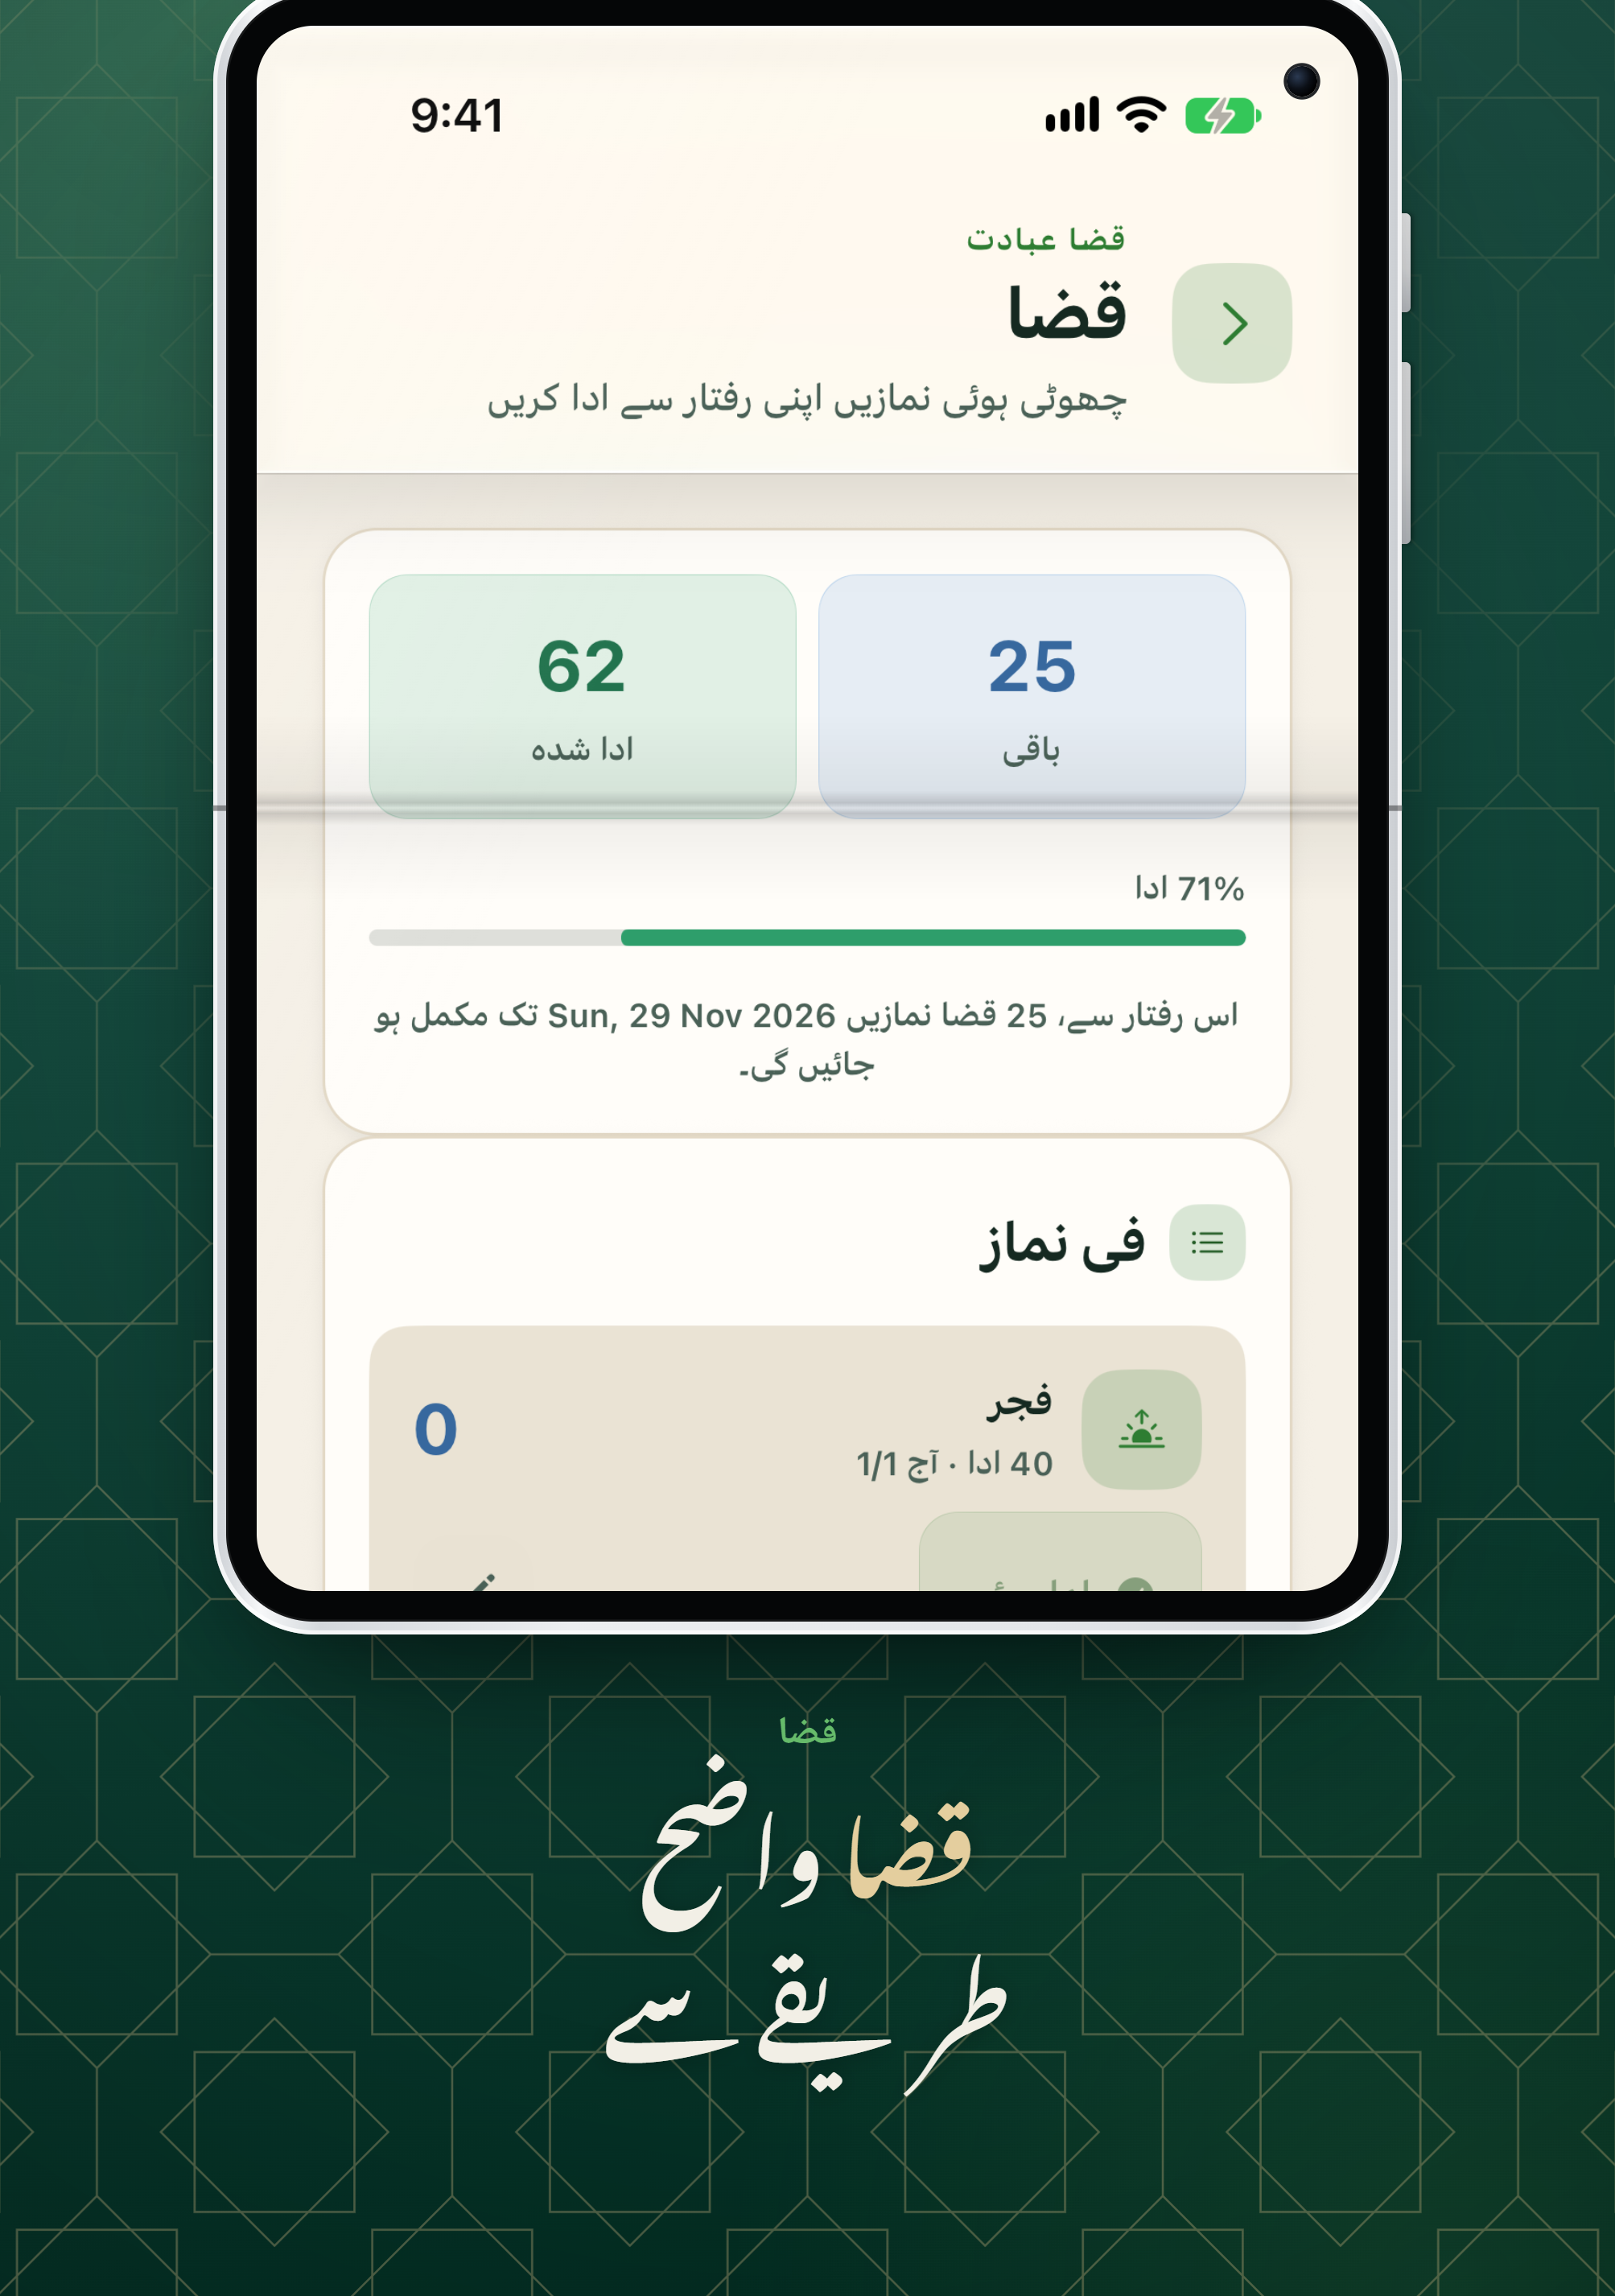 9:41
قضا عبادت
قضا
چھوٹی ہوئی نمازیں اپنی رفتار سے ادا کریں
25
باقی
62
ادا شدہ
71% ادا
اس رفتار سے، 25 قضا نمازیں Sun, 29 Nov 2026 تک مکمل ہو
جائیں گی۔
فی نماز
فجر
40 ادا · آج 1/1
0
قضا
قضا واضح
طریقے سے